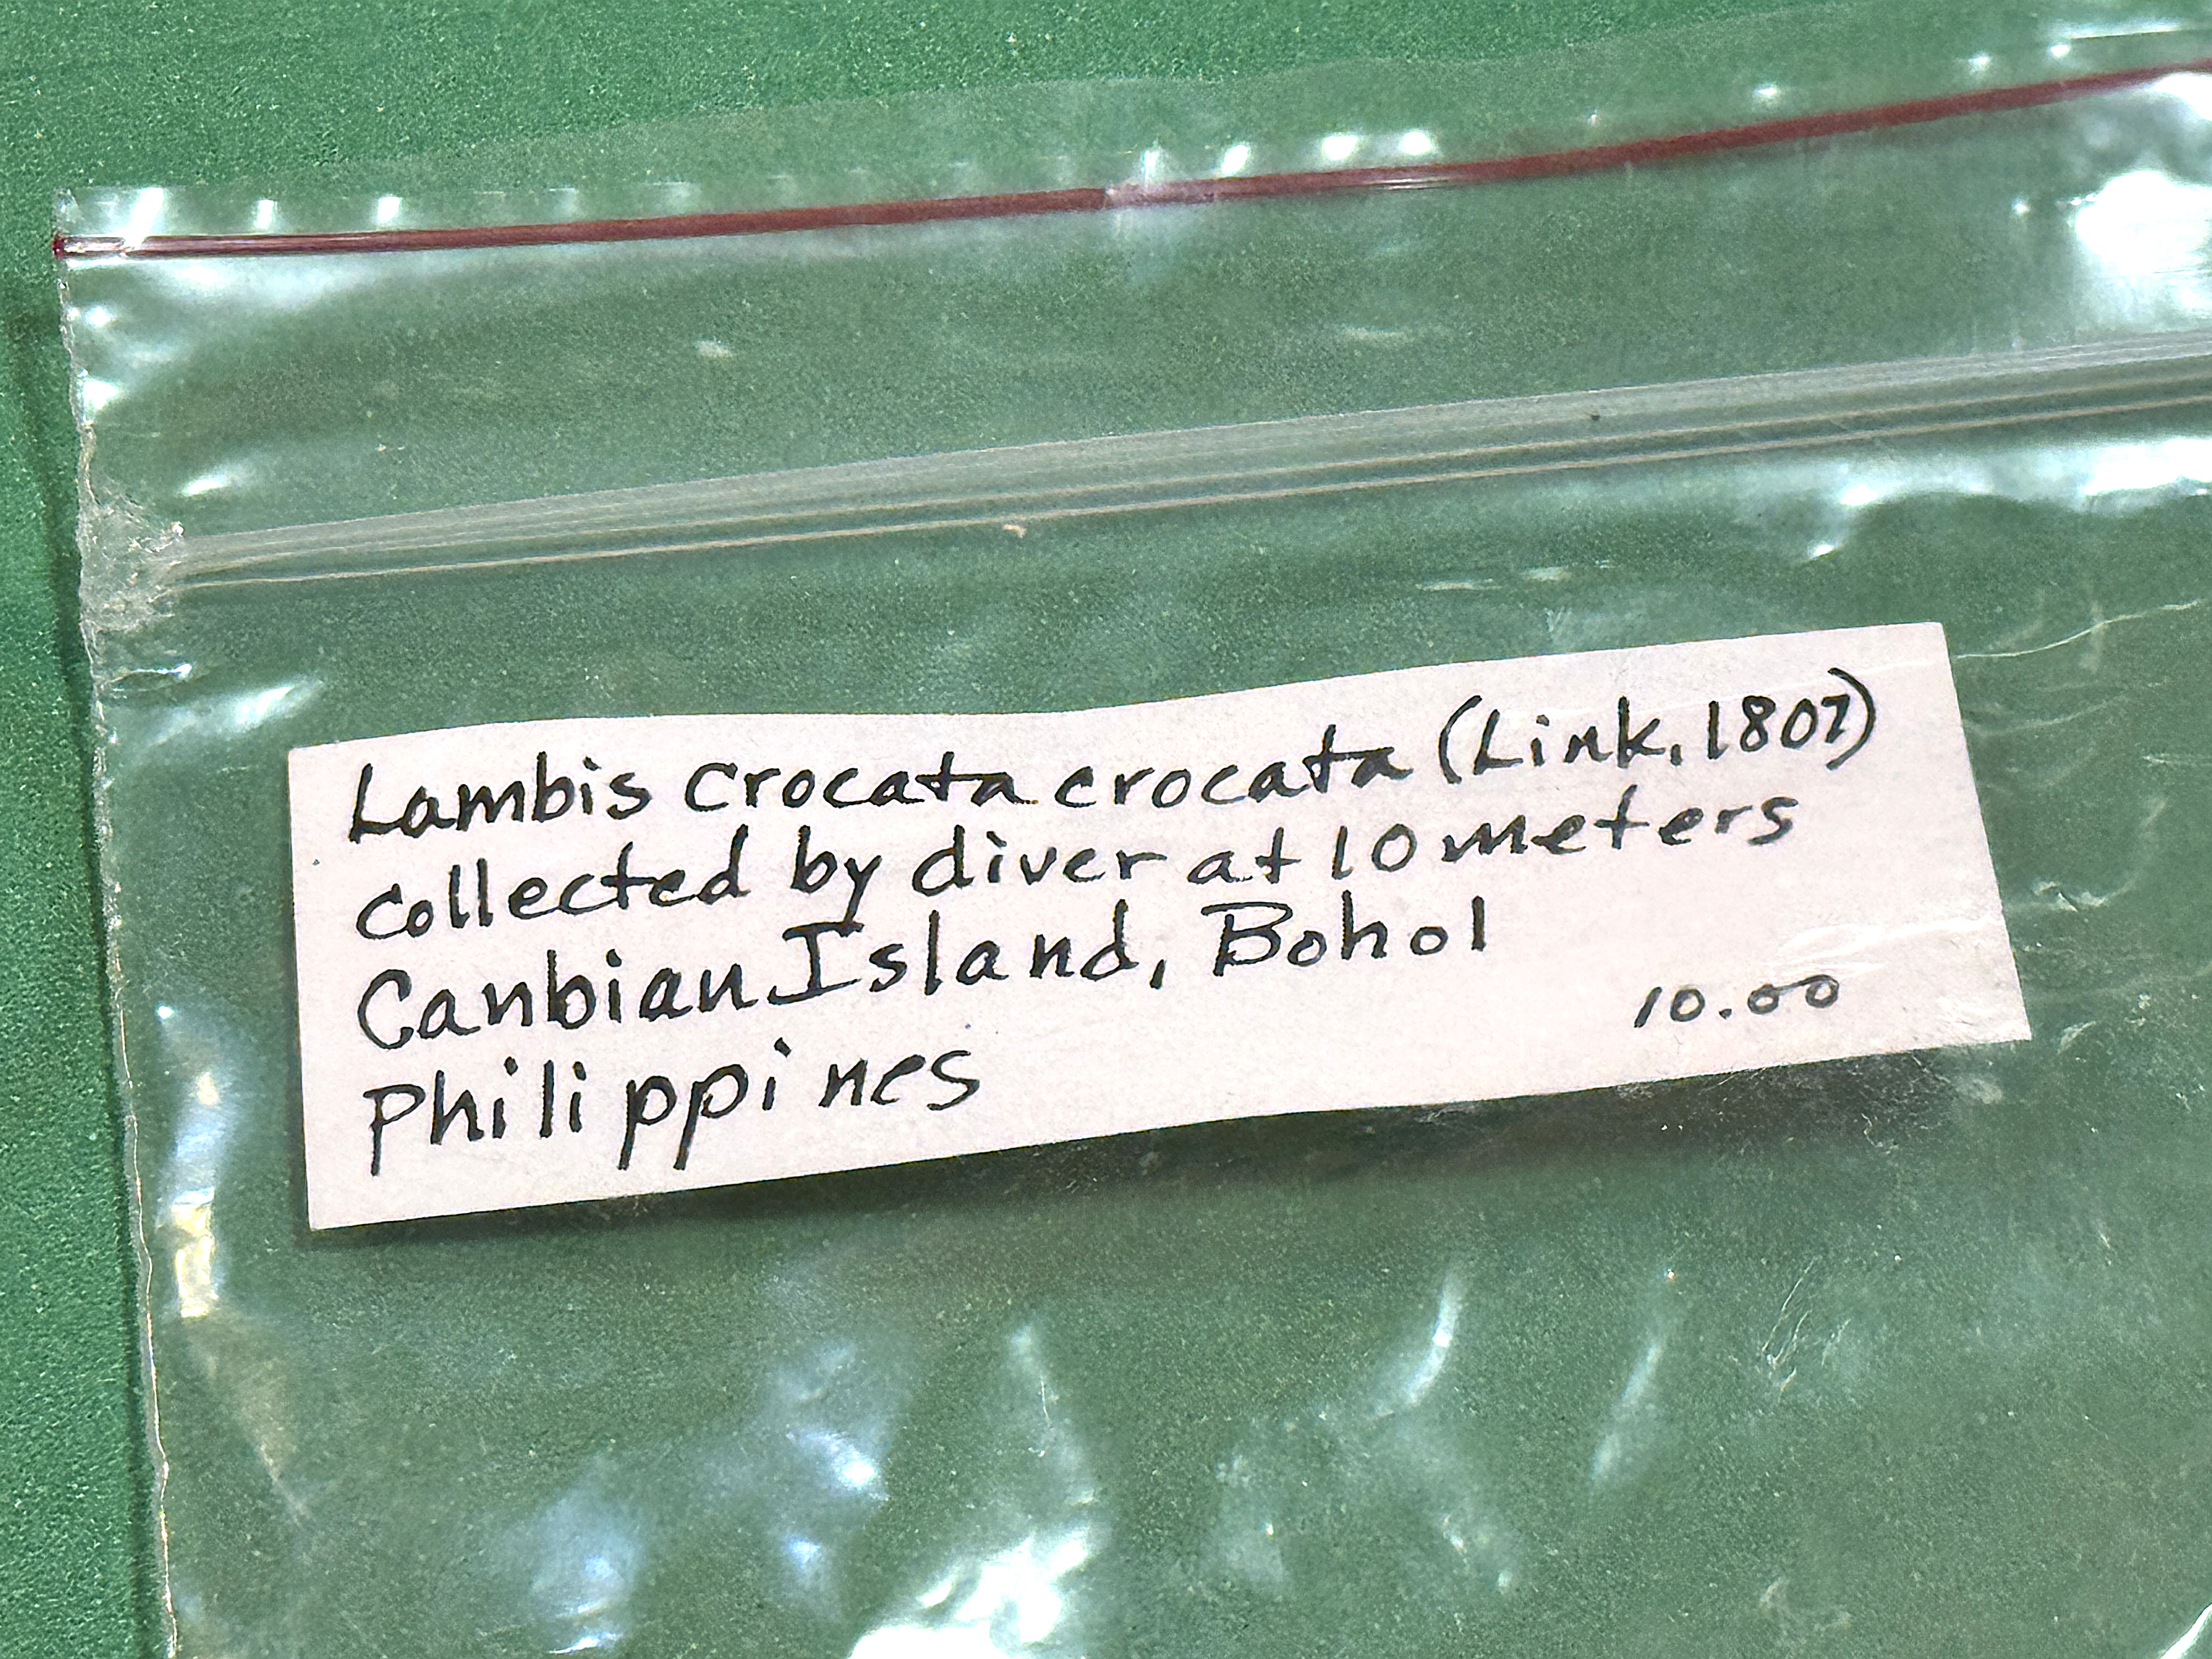 Lambis crocata crocata (Link, 1807)
collected by diver at 10 meters
Canbian Island, Bohol
10.00
Philippines